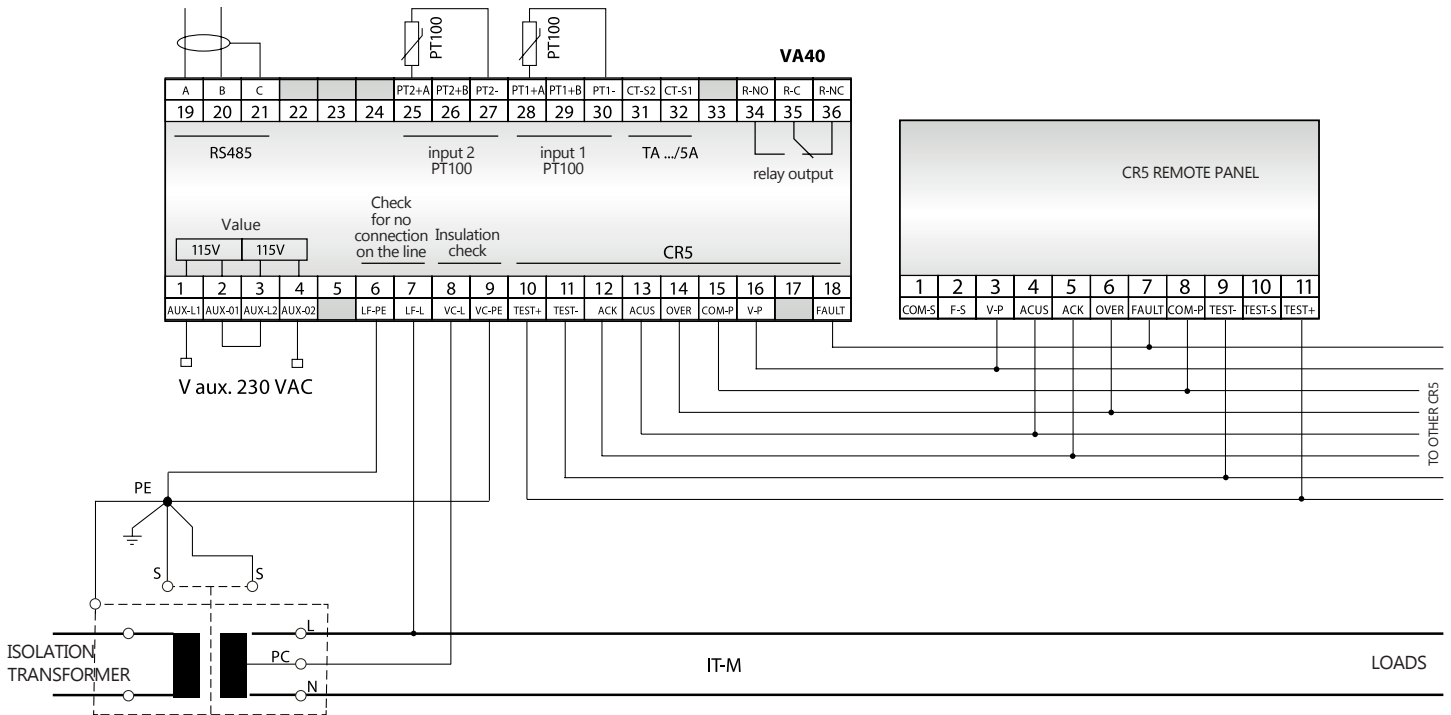 PT100
PT100
VA40
A B C PT2+A PT2+B PT2- PT1+A PT1+B PT1- CT-S2 CT-S1 R-NO R-C R-NC
19 20 21 22 23 24 25 26 27 28 29 30 31 32 33 34 35 36
RS485
input 2
PT100
input 1
PT100
TA .../5A
relay output
Value
115V 115V
Check
for no
connection
on the line
Insulation
check
CR5
1 2 3 4 5 6 7 8 9 10 11 12 13 14 15 16 17 18
AUX-L1 AUX-01 AUX-L2 AUX-02 LF-PE LF-L VC-L VC-PE TEST+ TEST- ACK ACUS OVER COM-P V-P FAULT
V aux. 230 VAC
CR5 REMOTE PANEL
1 2 3 4 5 6 7 8 9 10 11
COM-S F-S V-P ACUS ACK OVER FAULT COM-P TEST- TEST-S TEST+
TO OTHER CR5
PE
S S
L
PC
N
ISOLATION
TRANSFORMER
IT-M
LOADS